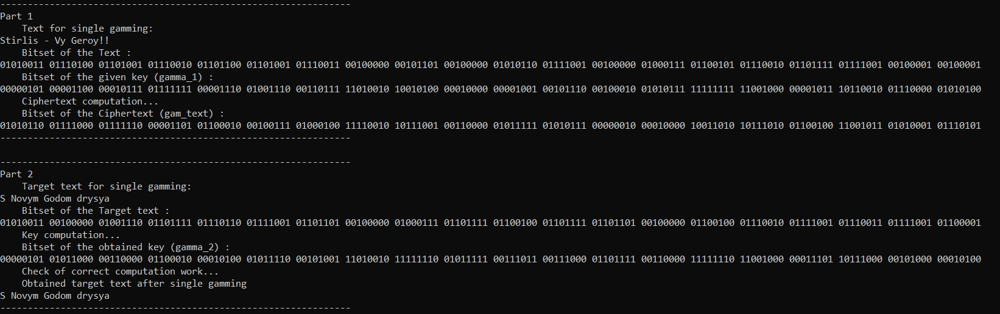 ----------------------------------------------------------------
Part 1
    Text for single gamming:
Stirlis - Vy Geroy!!
    Bitset of the Text :
01010011 01110100 01101001 01110010 01101100 01101001 01110011 00100000 00101101 00100000 01010110 01111001 00100000 01000111 01100101 01110010 01101111 01111001 00100001 00100001
    Bitset of the given key (gamma_1) :
00000101 00001100 00010111 01111111 00001110 01001110 00110111 11010010 10010100 00010000 00001001 00101110 00100010 01010111 11111111 11001000 00001011 10110010 01110000 01010100
    Ciphertext computation...
    Bitset of the Ciphertext (gam_text) :
01010110 01111000 01111110 00001101 01100010 00100111 01000100 11110010 10111001 00110000 01011111 01010111 00000010 00010000 10011010 10111010 01100100 11001011 01010001 01110101
----------------------------------------------------------------
----------------------------------------------------------------
Part 2
    Target text for single gamming:
S Novym Godom drysya
    Bitset of the Target text :
01010011 00100000 01001110 01101111 01110110 01111001 01101101 00100000 01000111 01101111 01100100 01101111 01101101 00100000 01100100 01110010 01111001 01110011 01111001 01100001
    Key computation...
    Bitset of the obtained key (gamma_2) :
00000101 01011000 00110000 01100010 00010100 01011110 00101001 11010010 11111110 01011111 00111011 00111000 01101111 00110000 11111110 11001000 00011101 10111000 00101000 00010100
    Check of correct computation work...
    Obtained target text after single gamming
S Novym Godom drysya
----------------------------------------------------------------